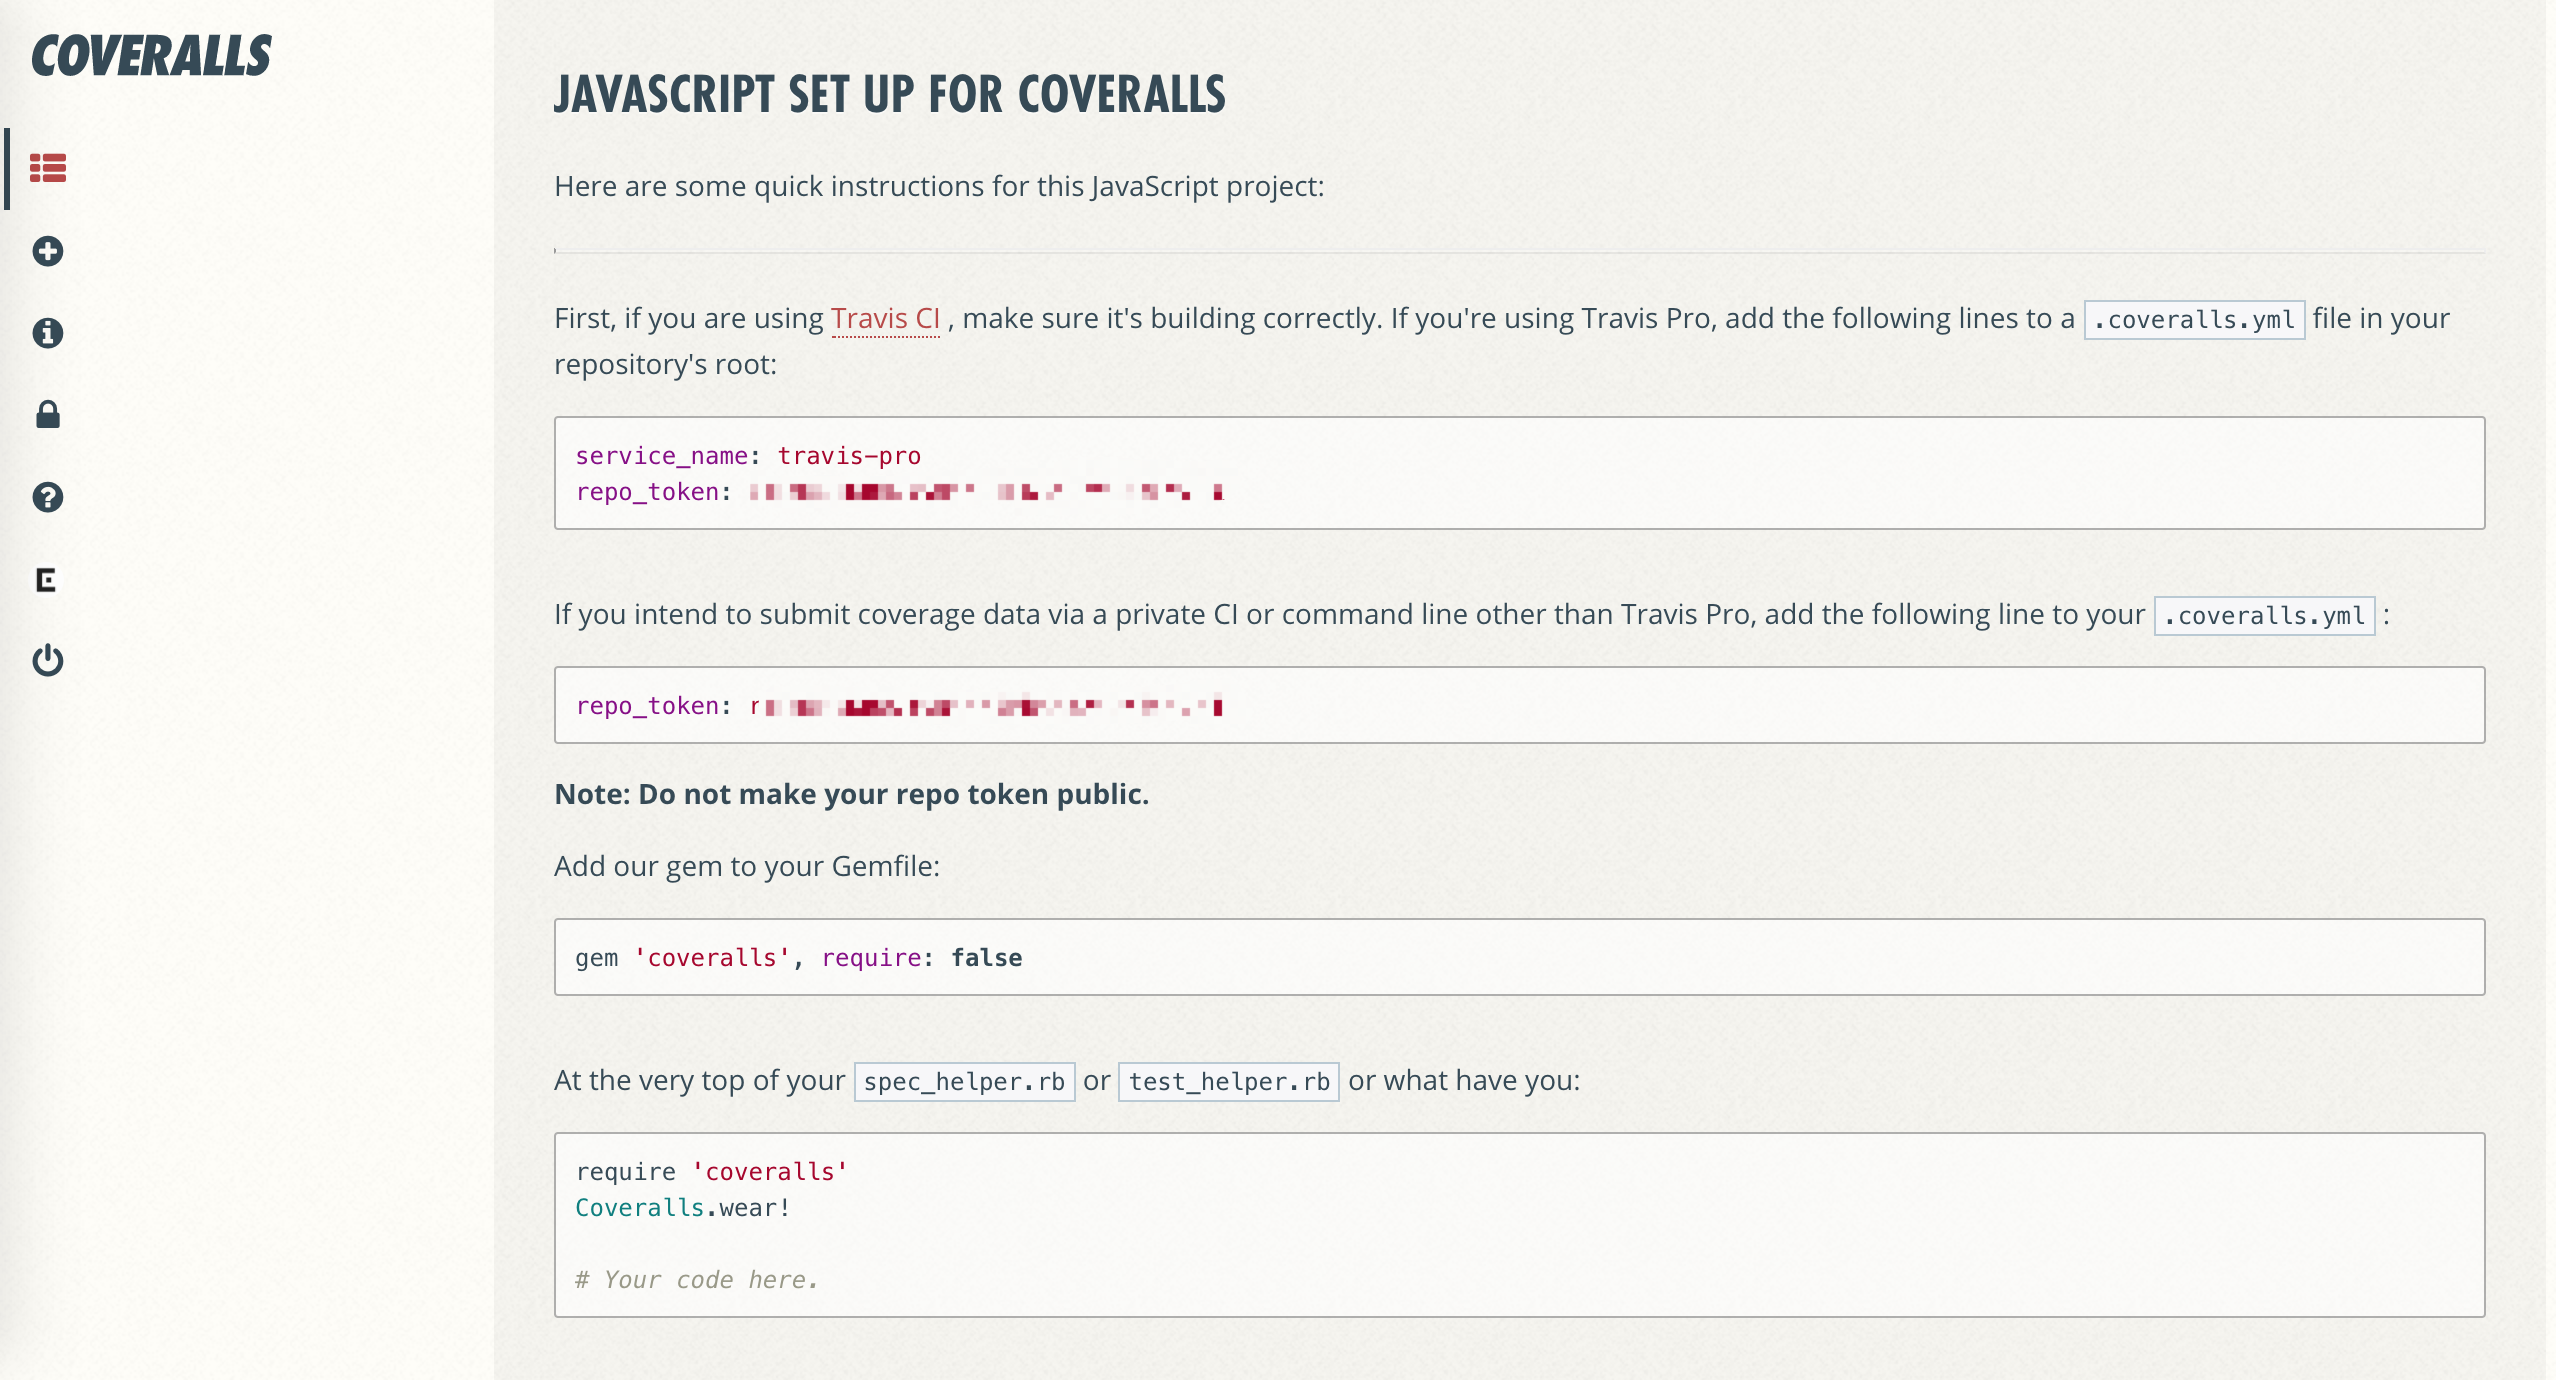 COVERALLS
JAVASCRIPT SET UP FOR COVERALLS
Here are some quick instructions for this JavaScript project:
First, if you are using Travis CI , make sure it's building correctly. If you're using Travis Pro, add the following lines to a .coveralls.yml file in your
repository's root:
service_name: travis-pro
repo_token:
If you intend to submit coverage data via a private CI or command line other than Travis Pro, add the following line to your .coveralls.yml :
repo_token: r
Note: Do not make your repo token public.
Add our gem to your Gemfile:
gem 'coveralls', require: false
At the very top of your spec_helper.rb or test_helper.rb or what have you:
require 'coveralls'
Coveralls.wear!
# Your code here.